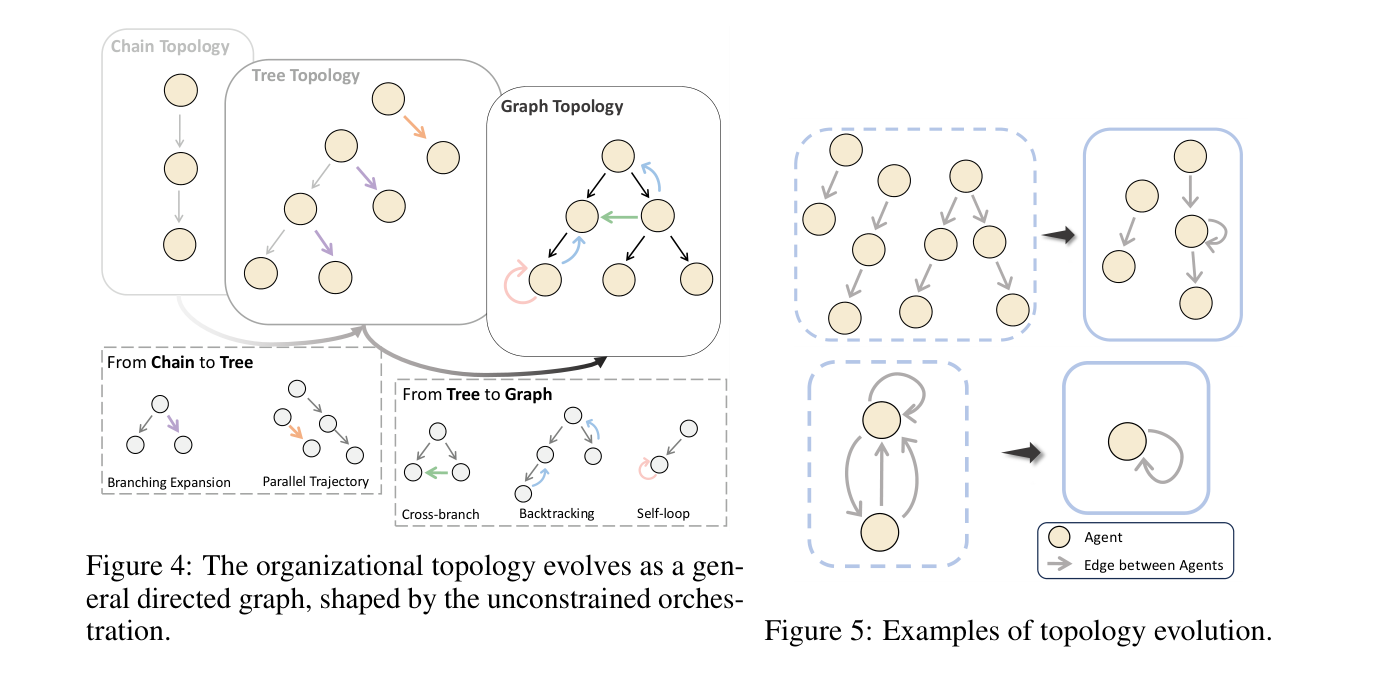 Chain Topology
Tree Topology
Graph Topology
From Chain to Tree
Branching Expansion
Parallel Trajectory
From Tree to Graph
Cross-branch
Backtracking
Self-loop
Figure 4: The organizational topology evolves as a gen-
eral directed graph, shaped by the unconstrained orches-
tration.
Agent
Edge between Agents
Figure 5: Examples of topology evolution.